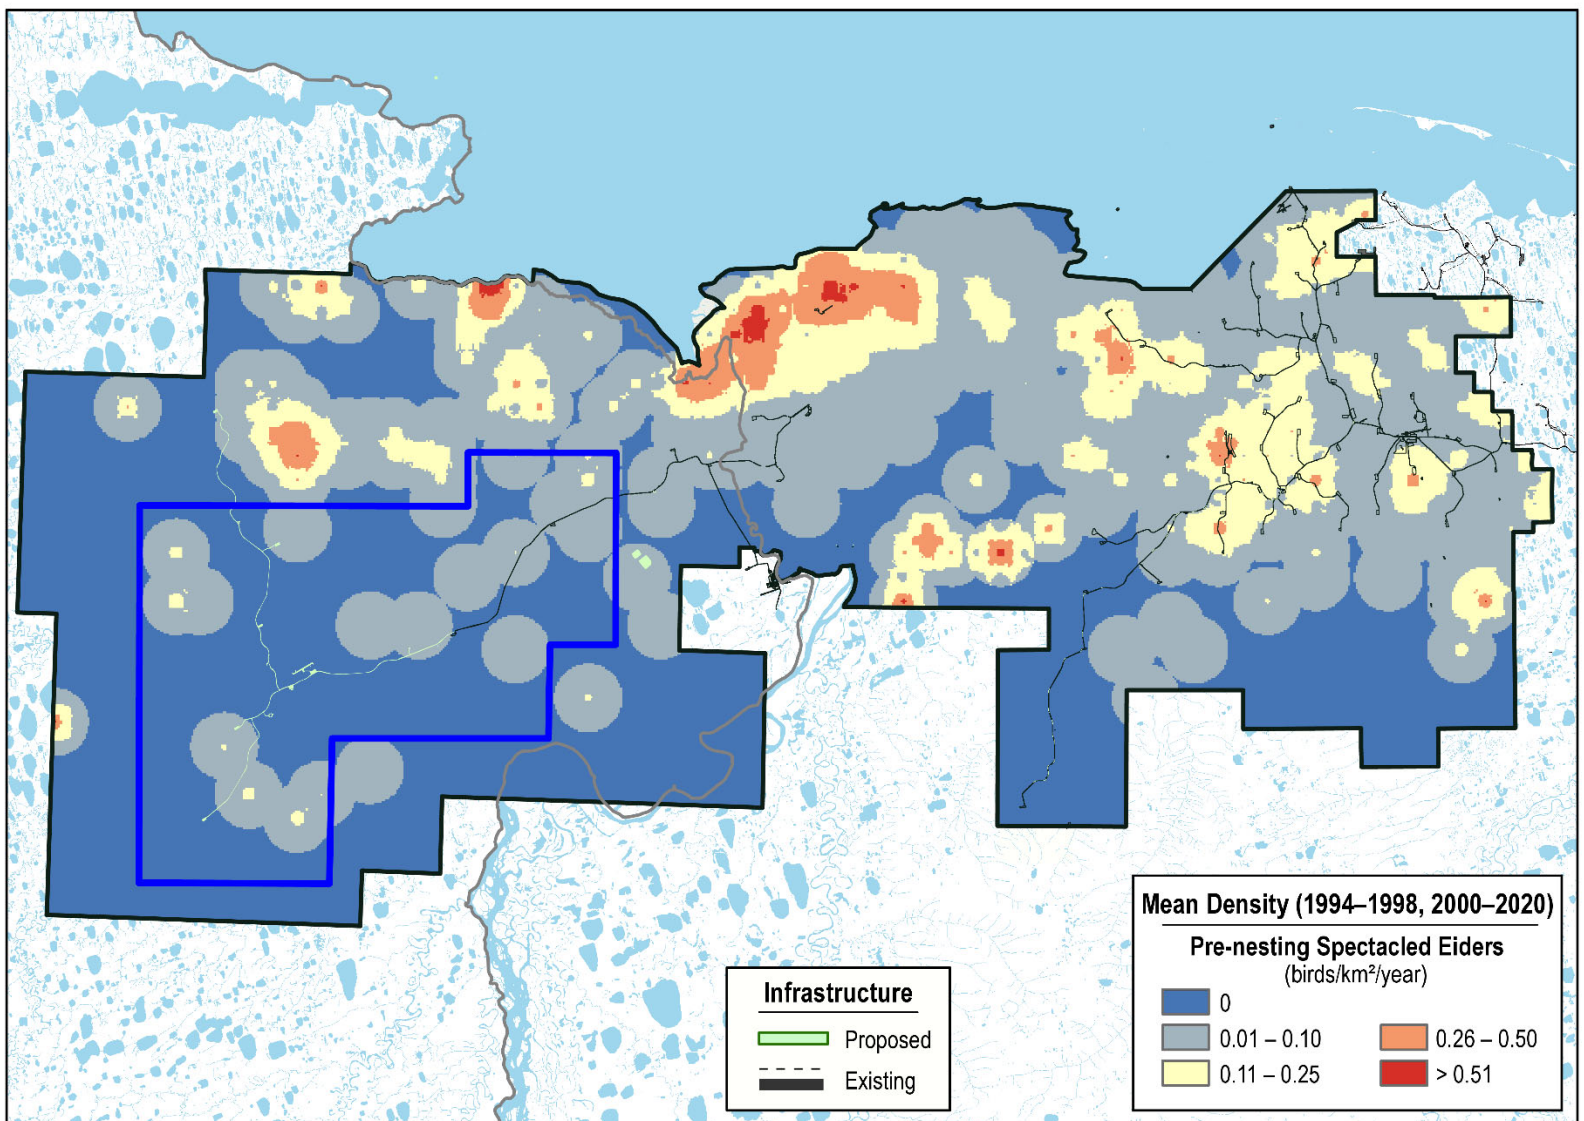 Infrastructure
Proposed
Existing
Mean Density (1994–1998, 2000–2020)
Pre-nesting Spectacled Eiders
(birds/km²/year)
0
0.01 – 0.10
0.11 – 0.25
0.26 – 0.50
> 0.51